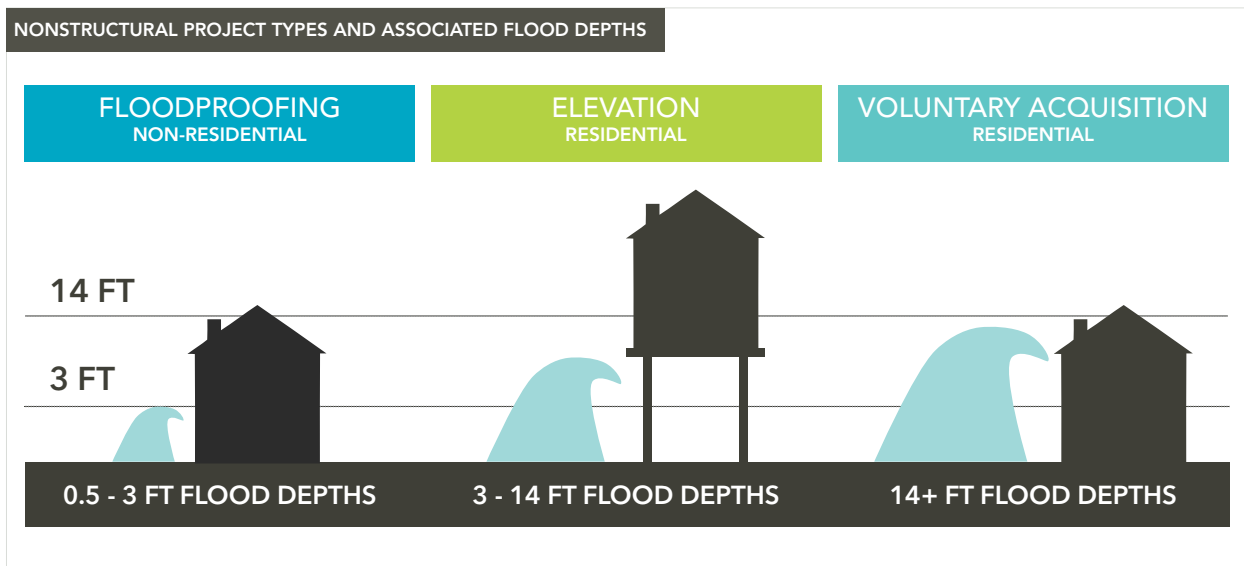 NONSTRUCTURAL PROJECT TYPES AND ASSOCIATED FLOOD DEPTHS
FLOODPROOFING
NON-RESIDENTIAL
ELEVATION
RESIDENTIAL
VOLUNTARY ACQUISITION
RESIDENTIAL
14 FT
3 FT
0.5 - 3 FT FLOOD DEPTHS
3 - 14 FT FLOOD DEPTHS
14+ FT FLOOD DEPTHS